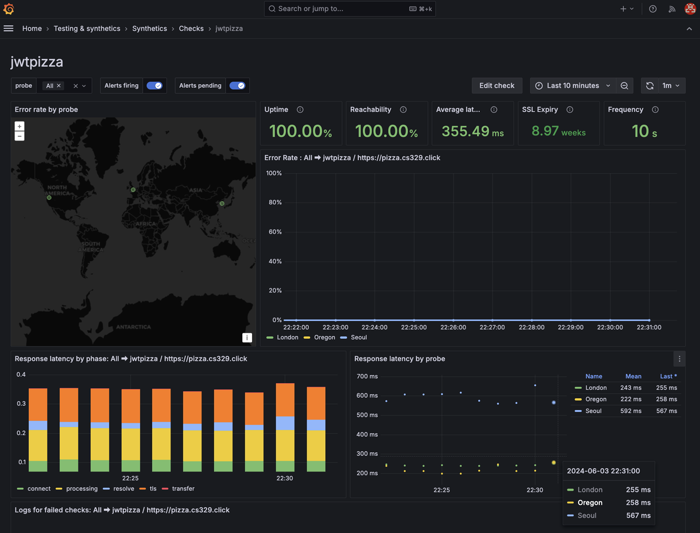 Search or jump to...
⌘+k
Home > Testing & synthetics > Synthetics > Checks > jwtpizza
jwtpizza
probe All × Alerts firing Alerts pending
Edit check Last 10 minutes 1m
Error rate by probe
+
−
NORTH AMERICA
ASIA
AFRICA
SOUTH AMERICA
ANTARCTICA
i
Uptime
100.00%
Reachability
100.00%
Average lat...
355.49 ms
SSL Expiry
8.97 weeks
Frequency
10 s
Error Rate : All ➡ jwtpizza / https://pizza.cs329.click
100%
80%
60%
40%
20%
0%
22:22:00 22:23:00 22:24:00 22:25:00 22:26:00 22:27:00 22:28:00 22:29:00 22:30:00 22:31:00
London Oregon Seoul
Response latency by phase: All ➡ jwtpizza / https://pizza.cs329.click
0.4
0.3
0.2
0.1
22:25 22:30
connect processing resolve tls transfer
Response latency by probe
700 ms
600 ms
500 ms
400 ms
300 ms
200 ms
22:25 22:30
Name Mean Last *
London 243 ms 255 ms
Oregon 222 ms 258 ms
Seoul 592 ms 567 ms
2024-06-03 22:31:00
London 255 ms
Oregon 258 ms
Seoul 567 ms
Logs for failed checks: All ➡ jwtpizza / https://pizza.cs329.click